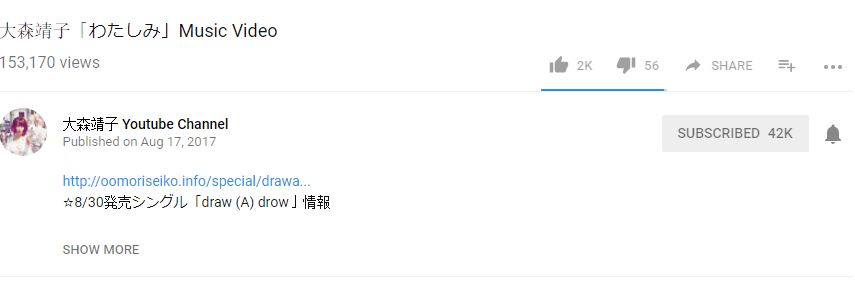 大森靖子「わたしみ」Music Video
153,170 views
2K 56 SHARE
大森靖子 Youtube Channel
Published on Aug 17, 2017
SUBSCRIBED 42K
http://oomoriseiko.info/special/drawa...
☆8/30発売シングル「draw (A) drow」情報
SHOW MORE